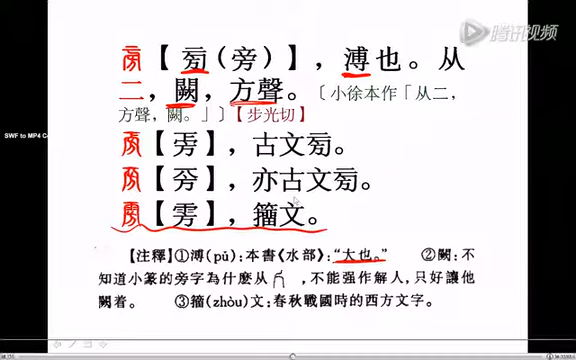 腾讯视频
【㫄(旁)】，溥也。从
二，闕，方聲。〔小徐本作「从二，
方聲，闕。」〕【步光切】
【㫄】，古文㫄。
【㫄】，亦古文㫄。
【雱】，籀文。
【注釋】①溥(pǔ)：本書《水部》：“大也。” ②闕：不
知道小篆的旁字為什麽从 ，不能强作解人，只好讓他
闕着。 ③籀(zhòu)文：春秋戰國時的西方文字。
SWF to MP4 Co